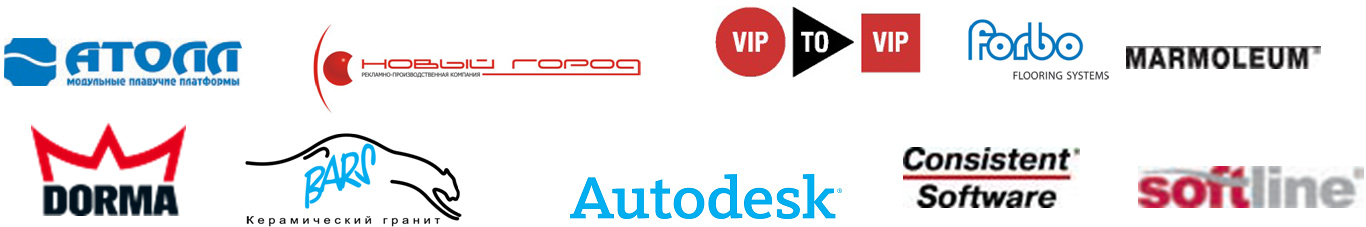 АТОЛЛ
модульные плавучие платформы
НОВЫЙ ГОРОД
РЕКЛАМНО-ПРОИЗВОДСТВЕННАЯ КОМПАНИЯ
VIP TO VIP
forbo
FLOORING SYSTEMS
MARMOLEUM™
DORMA
BARS
Керамический гранит
Autodesk®
Consistent
Software
softline®